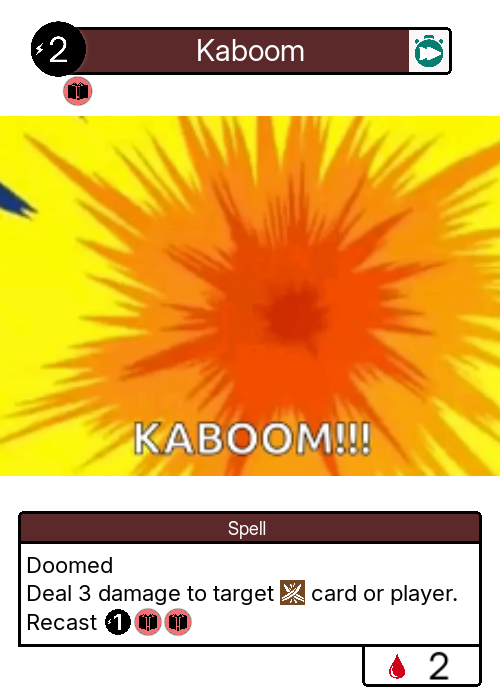 2
Kaboom
KABOOM!!!
Spell
Doomed
Deal 3 damage to target card or player.
Recast 1
2